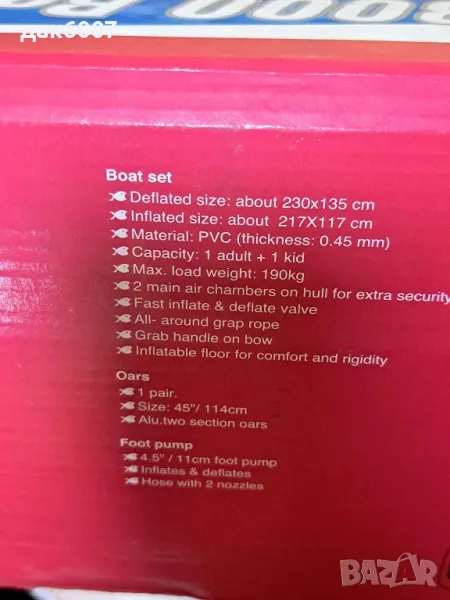 дак6907
Boat set
Deflated size: about 230x135 cm
Inflated size: about 217X117 cm
Material: PVC (thickness: 0.45 mm)
Capacity: 1 adult + 1 kid
Max. load weight: 190kg
2 main air chambers on hull for extra security
Fast inflate & deflate valve
All- around grap rope
Grab handle on bow
Inflatable floor for comfort and rigidity
Oars
1 pair.
Size: 45"/ 114cm
Alu.two section oars
Foot pump
4.5" / 11cm foot pump
Inflates & deflates
Hose with 2 nozzles
BAZAR